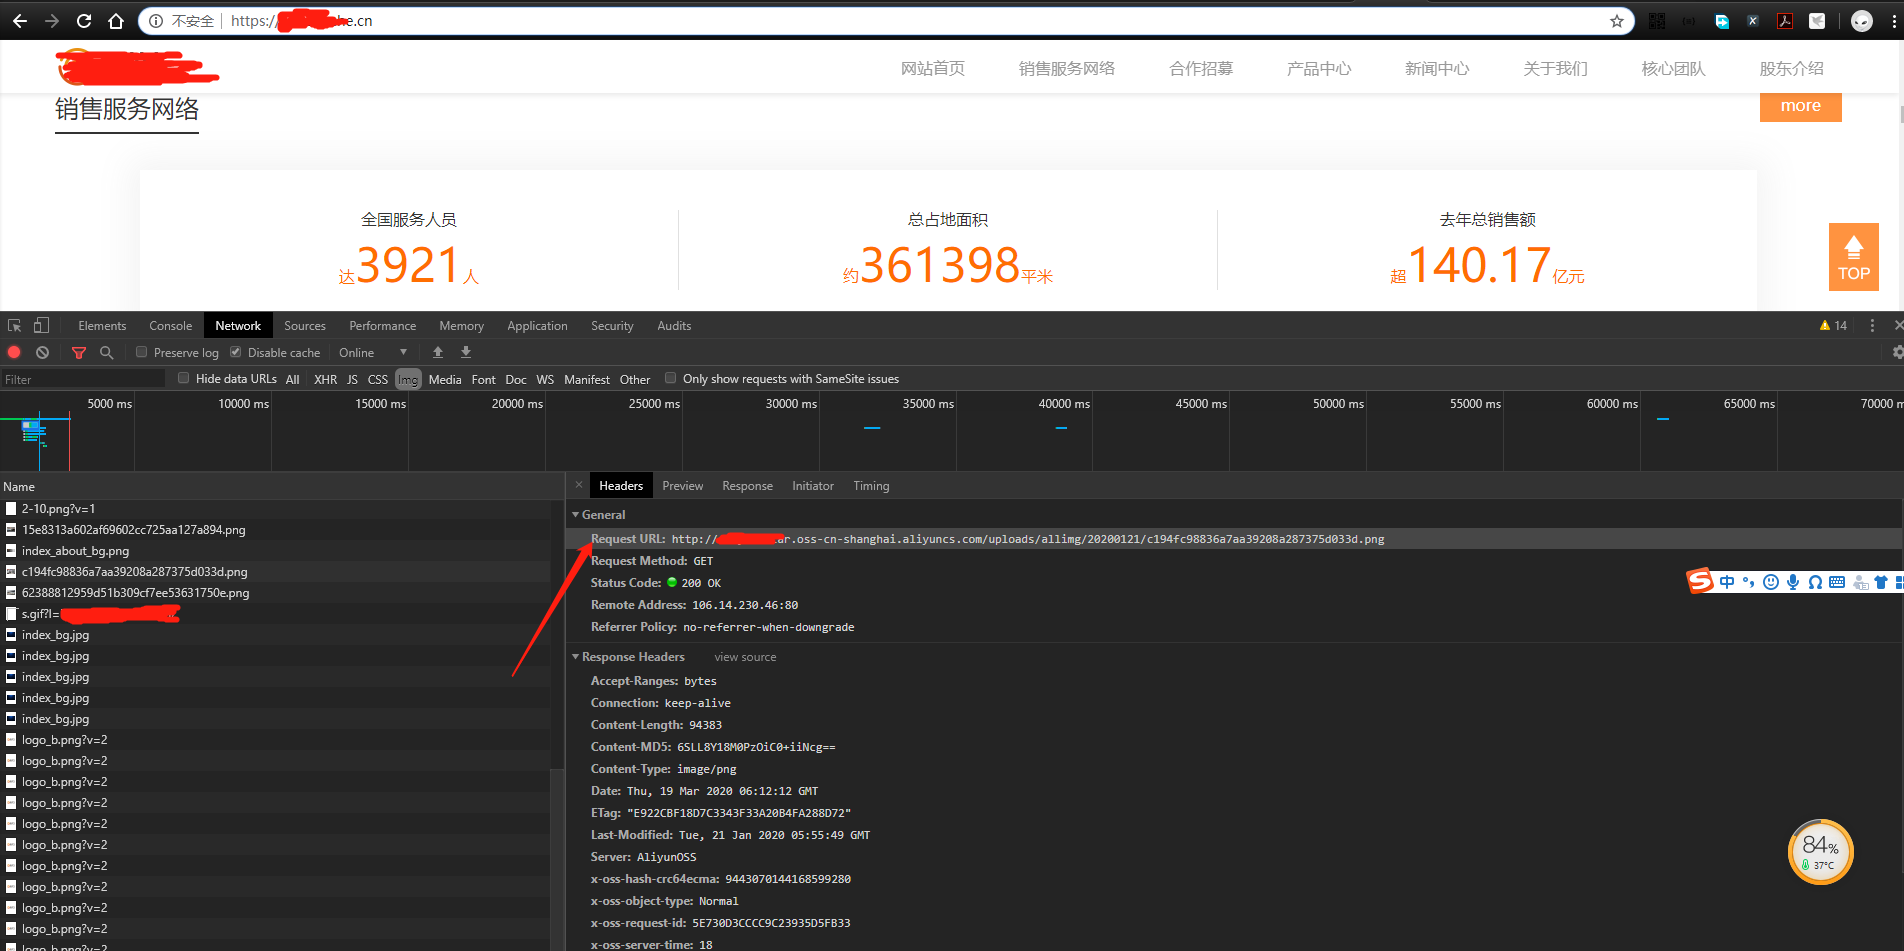 不安全 https:// he.cn
网站首页 销售服务网络 合作招募 产品中心 新闻中心 关于我们 核心团队 股东介绍
销售服务网络
more
全国服务人员 总占地面积 去年总销售额
达3921人 约361398平米 超140.17亿元
TOP
Elements Console Network Sources Performance Memory Application Security Audits 14
Preserve log Disable cache Online
Filter Hide data URLs All XHR JS CSS Img Media Font Doc WS Manifest Other Only show requests with SameSite issues
5000 ms 10000 ms 15000 ms 20000 ms 25000 ms 30000 ms 35000 ms 40000 ms 45000 ms 50000 ms 55000 ms 60000 ms 65000 ms 70000 m
Name
2-10.png?v=1
15e8313a602af69602cc725aa127a894.png
index_about_bg.png
c194fc98836a7aa39208a287375d033d.png
62388812959d51b309cf7ee53631750e.png
s.gif?l=
index_bg.jpg
index_bg.jpg
index_bg.jpg
index_bg.jpg
index_bg.jpg
logo_b.png?v=2
logo_b.png?v=2
logo_b.png?v=2
logo_b.png?v=2
logo_b.png?v=2
logo_b.png?v=2
logo_b.png?v=2
logo_b.png?v=2
logo_b.png?v=2
logo_b.png?v=2
logo_b.png?v=2
Headers Preview Response Initiator Timing
General
Request URL: http:// ar.oss-cn-shanghai.aliyuncs.com/uploads/allimg/20200121/c194fc98836a7aa39208a287375d033d.png
Request Method: GET
Status Code: 200 OK
Remote Address: 106.14.230.46:80
Referrer Policy: no-referrer-when-downgrade
Response Headers view source
Accept-Ranges: bytes
Connection: keep-alive
Content-Length: 94383
Content-MD5: 6SLL8Y18M0PzOiC0+iiNcg==
Content-Type: image/png
Date: Thu, 19 Mar 2020 06:12:12 GMT
ETag: "E922CBF18D7C3343F33A20B4FA288D72"
Last-Modified: Tue, 21 Jan 2020 05:55:49 GMT
Server: AliyunOSS
x-oss-hash-crc64ecma: 9443070144168599280
x-oss-object-type: Normal
x-oss-request-id: 5E730D3CCCC9C23935D5FB33
x-oss-server-time: 18
S 中
84%
37°C